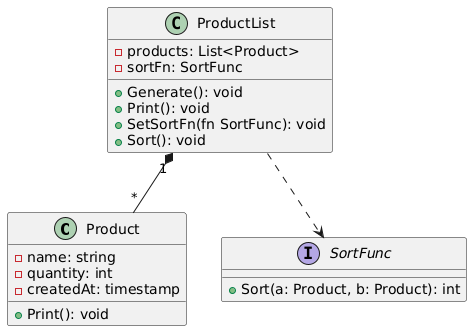 C ProductList
products: List<Product>
sortFn: SortFunc
Generate(): void
Print(): void
SetSortFn(fn SortFunc): void
Sort(): void
1
*
C Product
name: string
quantity: int
createdAt: timestamp
Print(): void
I SortFunc
Sort(a: Product, b: Product): int